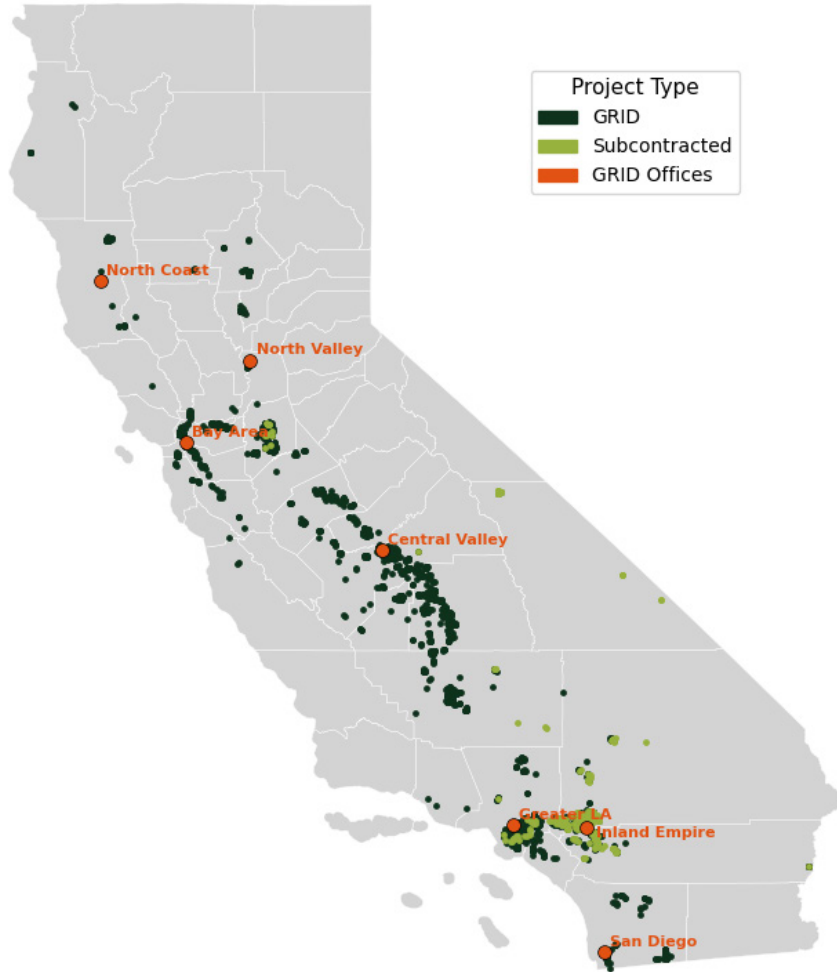 Project Type
GRID
Subcontracted
GRID Offices
North Coast
North Valley
Bay Area
Central Valley
Greater LA
Inland Empire
San Diego